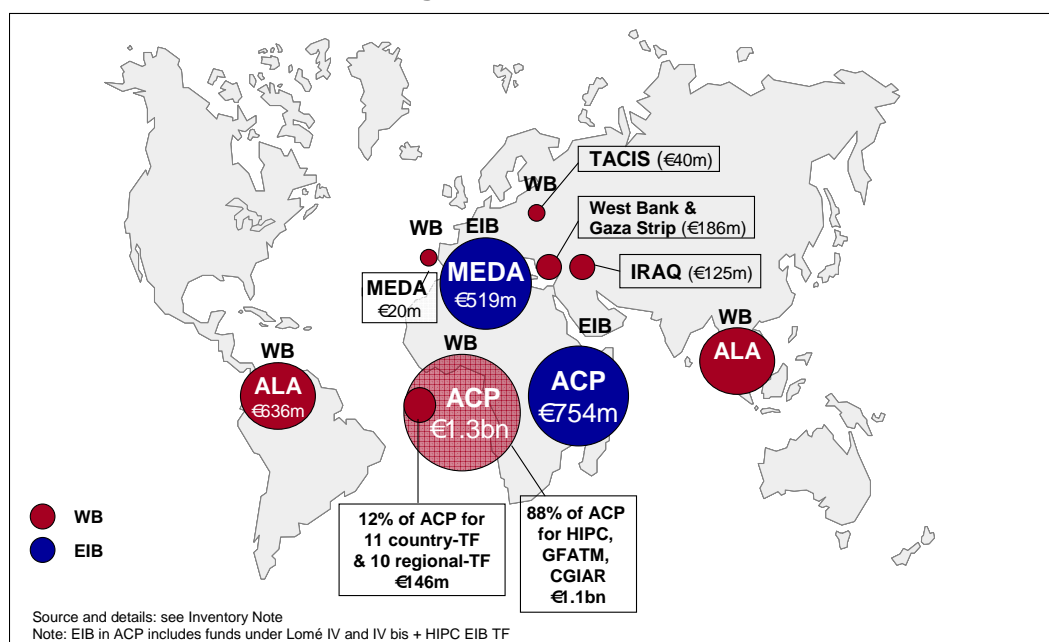 TACIS (€40m)
WB
West Bank &
Gaza Strip (€186m)
WB
EIB
MEDA
€519m
IRAQ (€125m)
MEDA
€20m
WB
EIB
WB
ALA
WB
ALA
€636m
ACP
€1.3bn
ACP
€754m
12% of ACP for
11 country-TF
& 10 regional-TF
€146m
88% of ACP
for HIPC,
GFATM,
CGIAR
€1.1bn
WB
EIB
Source and details: see Inventory Note
Note: EIB in ACP includes funds under Lomé IV and IV bis + HIPC EIB TF